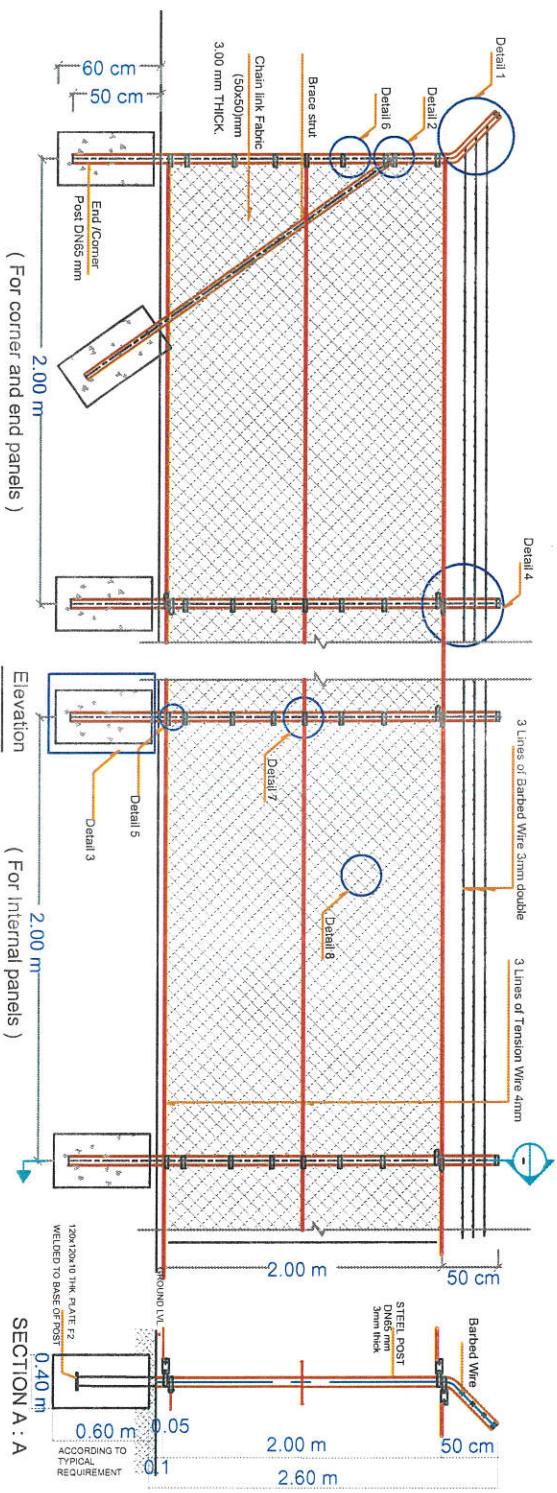 Detail 1
Detail 2
Detail 6
Brace strut
Chain link Fabric
(50x50)mm
3.00 mm THICK.
60 cm
50 cm
End /Corner
Post DN65 mm
2.00 m
( For corner and end panels )
Detail 4
3 Lines of Barbed Wire 3mm double
3 Lines of Tension Wire 4mm
Detail 7
Detail 8
Detail 5
Detail 3
2.00 m
Elevation
( For Internal panels )
50 cm
2.00 m
GROUND LVL.
120x120x10 THK. PLATE F2
WELDED TO BASE OF POST
Barbed Wire
STEEL POST
DN65 mm
3mm thick
50 cm
2.00 m
2.60 m
0.05
0.1
0.60 m
0.40 m
ACCORDING TO
TYPICAL
REQUIREMENT
SECTION A : A